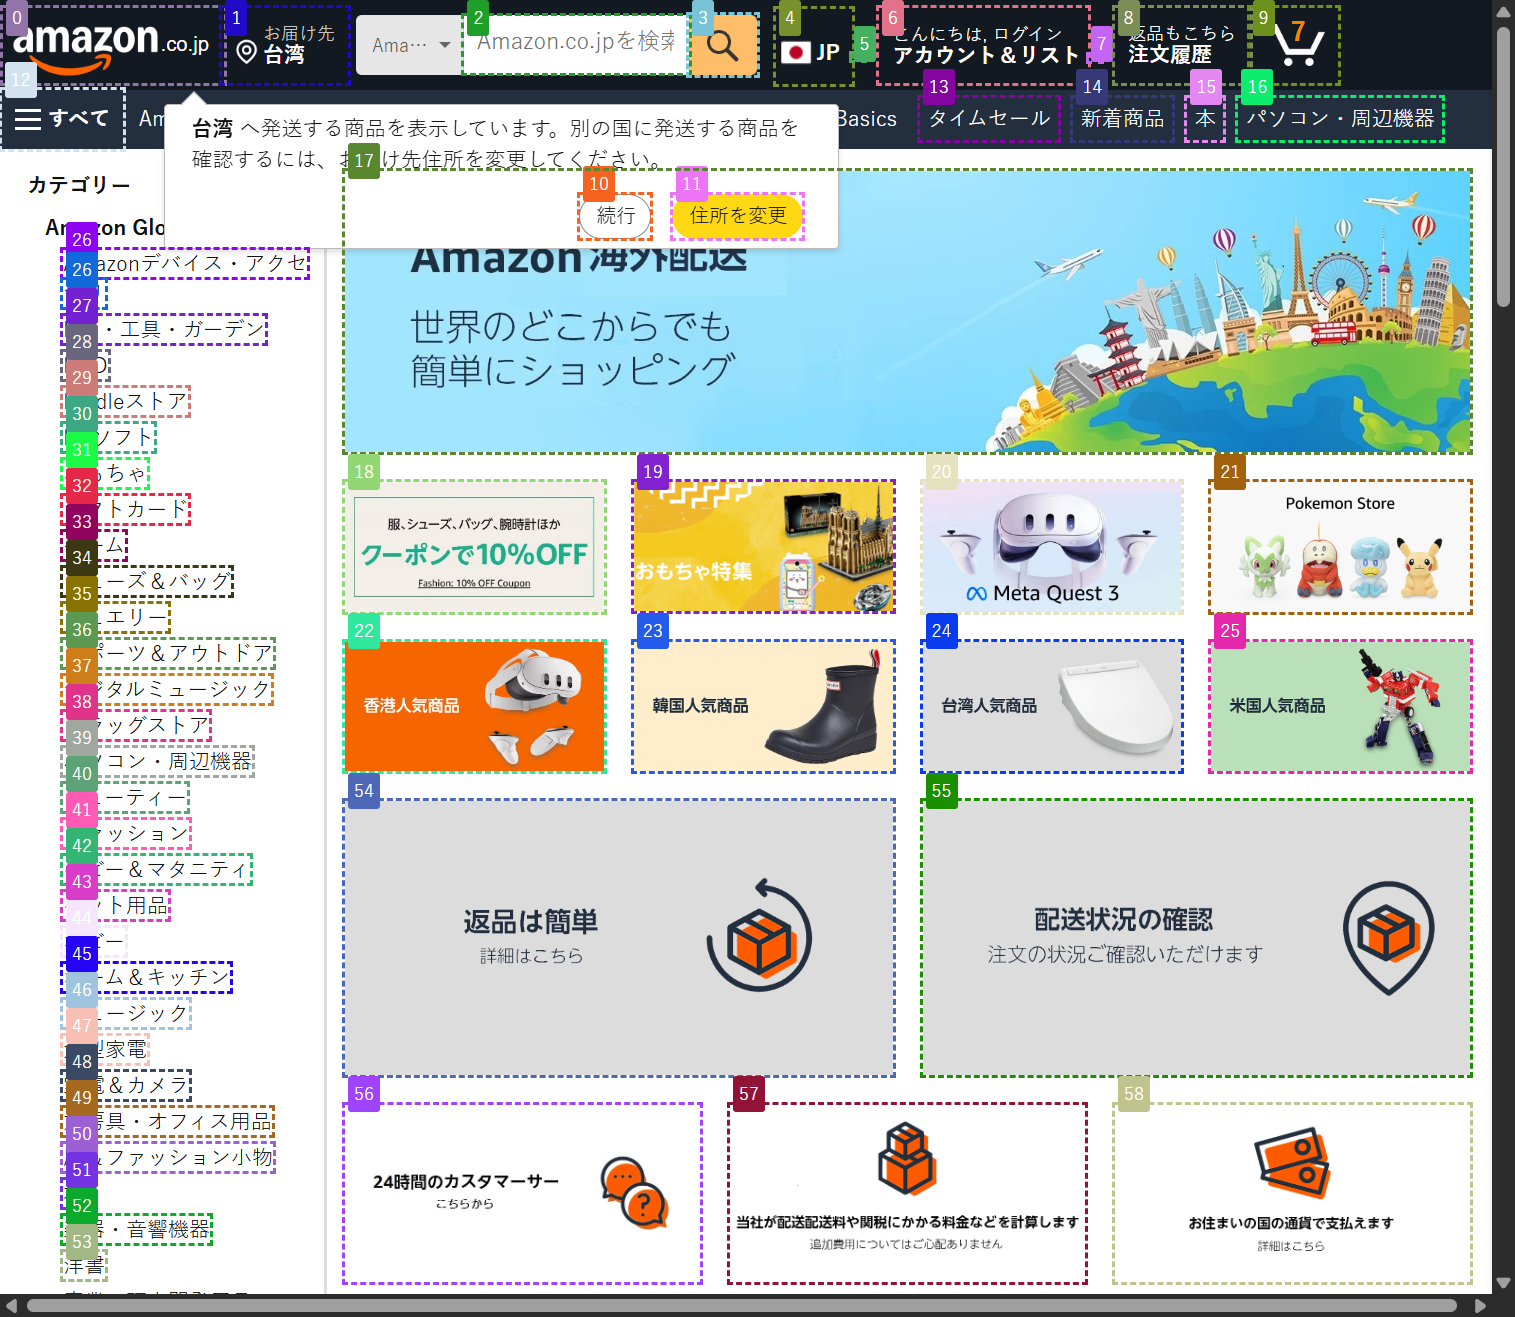 0
1
2
3
4
5
6
7
8
9
amazon.co.jp
お届け先
台湾
Ama…
Amazon.co.jpを検索
JP
こんにちは, ログイン
アカウント＆リスト
返品もこちら
注文履歴
7
12
13
14
15
16
すべて
Am
Basics
タイムセール
新着商品
本
パソコン・周辺機器
台湾 へ発送する商品を表示しています。別の国に発送する商品を
確認するには、お
け先住所を変更してください。
17
10
11
続行
住所を変更
カテゴリー
Amazon Glo
26
azonデバイス・アクセ
26
27
・工具・ガーデン
28
29
dleストア
30
ソフト
31
ちゃ
32
フトカード
33
ーム
34
ーズ＆バッグ
35
ュエリー
36
ポーツ＆アウトドア
37
ジタルミュージック
38
ラッグストア
39
ソコン・周辺機器
40
ューティー
41
ァッション
42
ビー＆マタニティ
43
ット用品
44
ビー
45
ーム＆キッチン
46
ュージック
47
型家電
48
電＆カメラ
49
房具・オフィス用品
50
＆ファッション小物
51
52
器・音響機器
53
洋書
Amazon 海外配送
世界のどこからでも
簡単にショッピング
18
19
20
21
服、シューズ、バッグ、腕時計ほか
クーポンで10%OFF
Fashion: 10% OFF Coupon
おもちゃ特集
Meta Quest 3
Pokemon Store
22
23
24
25
香港人気商品
韓国人気商品
台湾人気商品
米国人気商品
54
55
返品は簡単
詳細はこちら
配送状況の確認
注文の状況ご確認いただけます
56
57
58
24時間のカスタマーサー
こちらから
当社が配送配送料や関税にかかる料金などを計算します
追加費用についてはご心配ありません
お住まいの国の通貨で支払えます
詳細はこちら